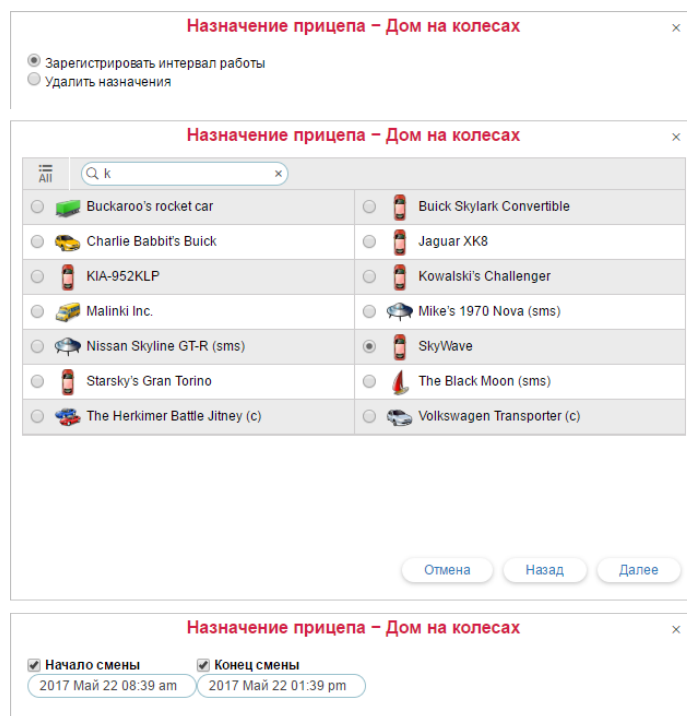 Назначение прицепа – Дом на колесах ×
Зарегистрировать интервал работы
Удалить назначения
Назначение прицепа – Дом на колесах ×
All k ×
Buckaroo's rocket car Buick Skylark Convertible
Charlie Babbit's Buick Jaguar XK8
KIA-952KLP Kowalski's Challenger
Malinki Inc. Mike's 1970 Nova (sms)
Nissan Skyline GT-R (sms) SkyWave
Starsky's Gran Torino The Black Moon (sms)
The Herkimer Battle Jitney (c) Volkswagen Transporter (c)
Отмена Назад Далее
Назначение прицепа – Дом на колесах ×
Начало смены Конец смены
2017 Май 22 08:39 am 2017 Май 22 01:39 pm